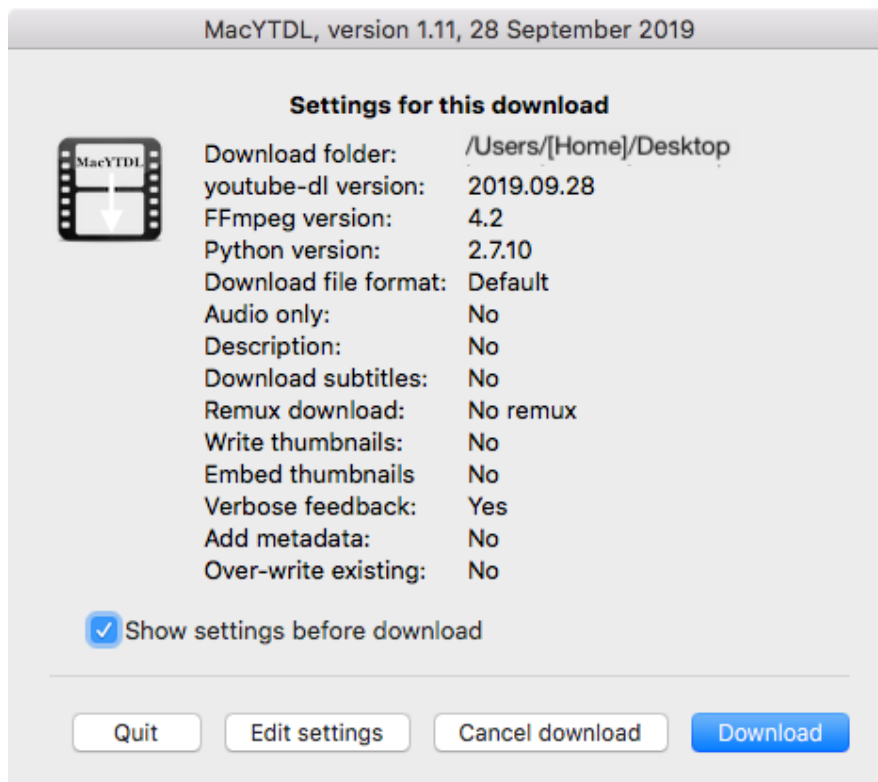 MacYTDL, version 1.11, 28 September 2019
Settings for this download
MacYTDL
Download folder: /Users/[Home]/Desktop
youtube-dl version: 2019.09.28
FFmpeg version: 4.2
Python version: 2.7.10
Download file format: Default
Audio only: No
Description: No
Download subtitles: No
Remux download: No remux
Write thumbnails: No
Embed thumbnails No
Verbose feedback: Yes
Add metadata: No
Over-write existing: No
Show settings before download
Quit Edit settings Cancel download Download